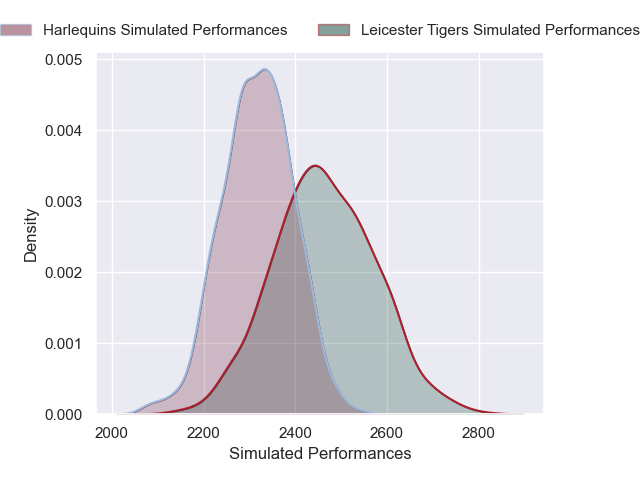 Harlequins Simulated Performances
Leicester Tigers Simulated Performances
0.005
0.004
0.003
0.002
0.001
0.000
Density
2000
2200
2400
2600
2800
Simulated Performances